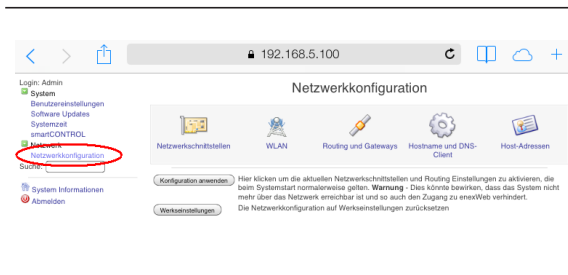 192.168.5.100
Login: Admin
System
Benutzereinstellungen
Software Updates
Systemzeit
smartCONTROL
Netzwerk
Netzwerkkonfiguration
Suche:
System Informationen
Abmelden
Netzwerkkonfiguration
Netzwerkschnittstellen
WLAN
Routing und Gateways
Hostname und DNS-
Client
Host-Adressen
Konfiguration anwenden
Hier klicken um die aktuellen Netzwerkschnittstellen und Routing Einstellungen zu aktivieren, die
beim Systemstart normalerweise gelten. Warnung - Dies könnte bewirken, dass das System nicht
mehr über das Netzwerk erreichbar ist und so auch den Zugang zu enexWeb verhindert.
Werkseinstellungen
Die Netzwerkkonfiguration auf Werkseinstellungen zurücksetzen